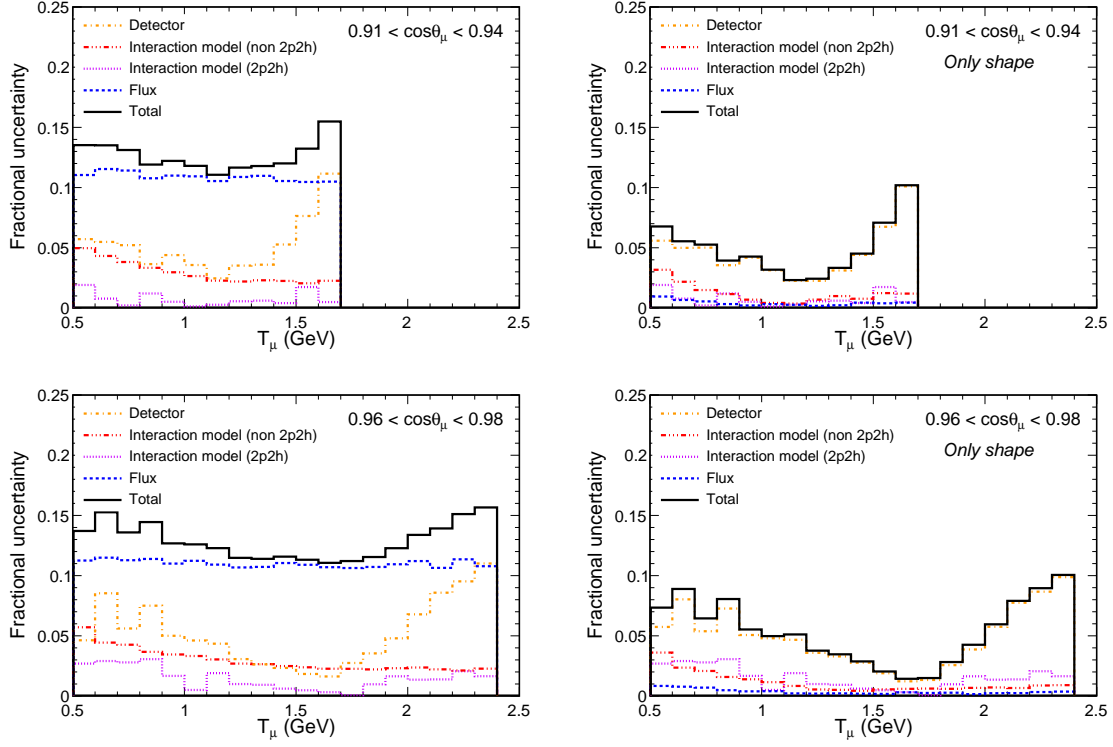 0.25
0.2
0.15
0.1
0.05
0
Fractional uncertainty
Detector
Interaction model (non 2p2h)
Interaction model (2p2h)
Flux
Total
0.91 < cosθμ < 0.94
0.5 1 1.5 2 2.5
Tμ (GeV)
0.25
0.2
0.15
0.1
0.05
0
Fractional uncertainty
Detector
Interaction model (non 2p2h)
Interaction model (2p2h)
Flux
Total
0.91 < cosθμ < 0.94
Only shape
0.5 1 1.5 2 2.5
Tμ (GeV)
0.25
0.2
0.15
0.1
0.05
0
Fractional uncertainty
Detector
Interaction model (non 2p2h)
Interaction model (2p2h)
Flux
Total
0.96 < cosθμ < 0.98
0.5 1 1.5 2 2.5
Tμ (GeV)
0.25
0.2
0.15
0.1
0.05
0
Fractional uncertainty
Detector
Interaction model (non 2p2h)
Interaction model (2p2h)
Flux
Total
0.96 < cosθμ < 0.98
Only shape
0.5 1 1.5 2 2.5
Tμ (GeV)